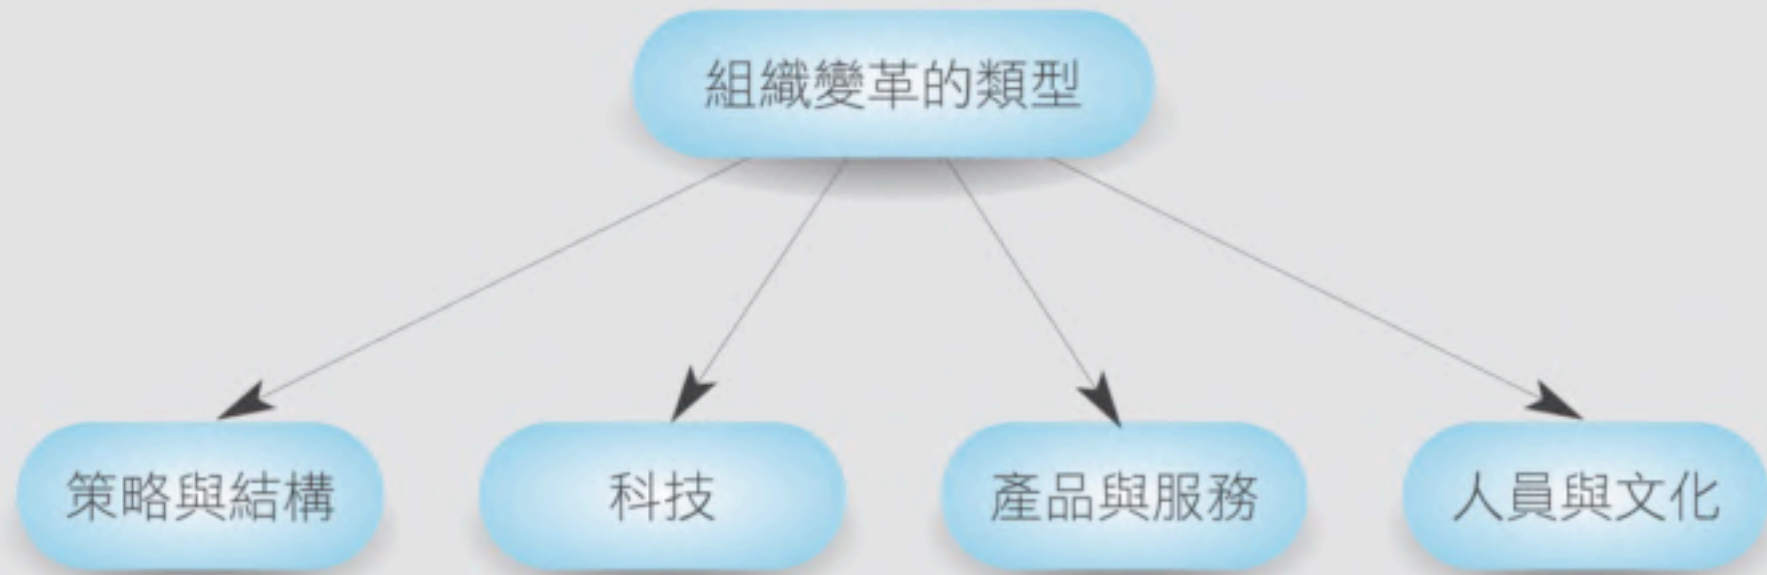 組織變革的類型
策略與結構
科技
產品與服務
人員與文化